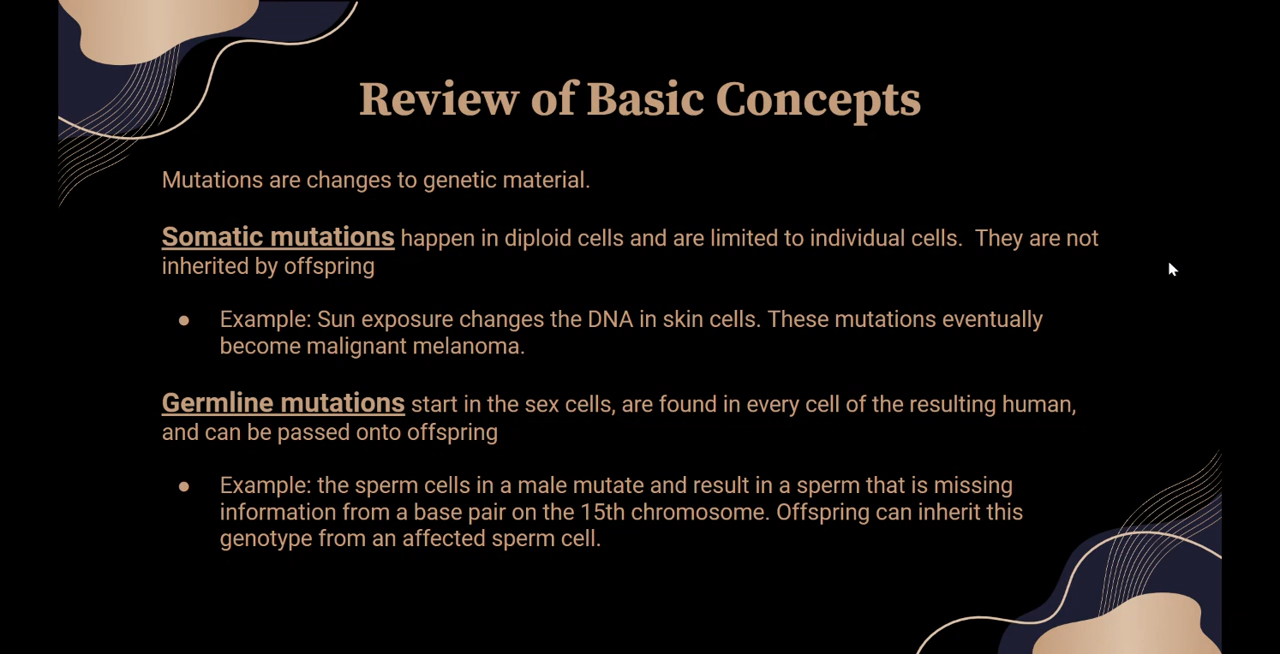 Review of Basic Concepts
Mutations are changes to genetic material.
Somatic mutations happen in diploid cells and are limited to individual cells.  They are not
inherited by offspring
● Example: Sun exposure changes the DNA in skin cells. These mutations eventually
become malignant melanoma.
Germline mutations start in the sex cells, are found in every cell of the resulting human,
and can be passed onto offspring
● Example: the sperm cells in a male mutate and result in a sperm that is missing
information from a base pair on the 15th chromosome. Offspring can inherit this
genotype from an affected sperm cell.